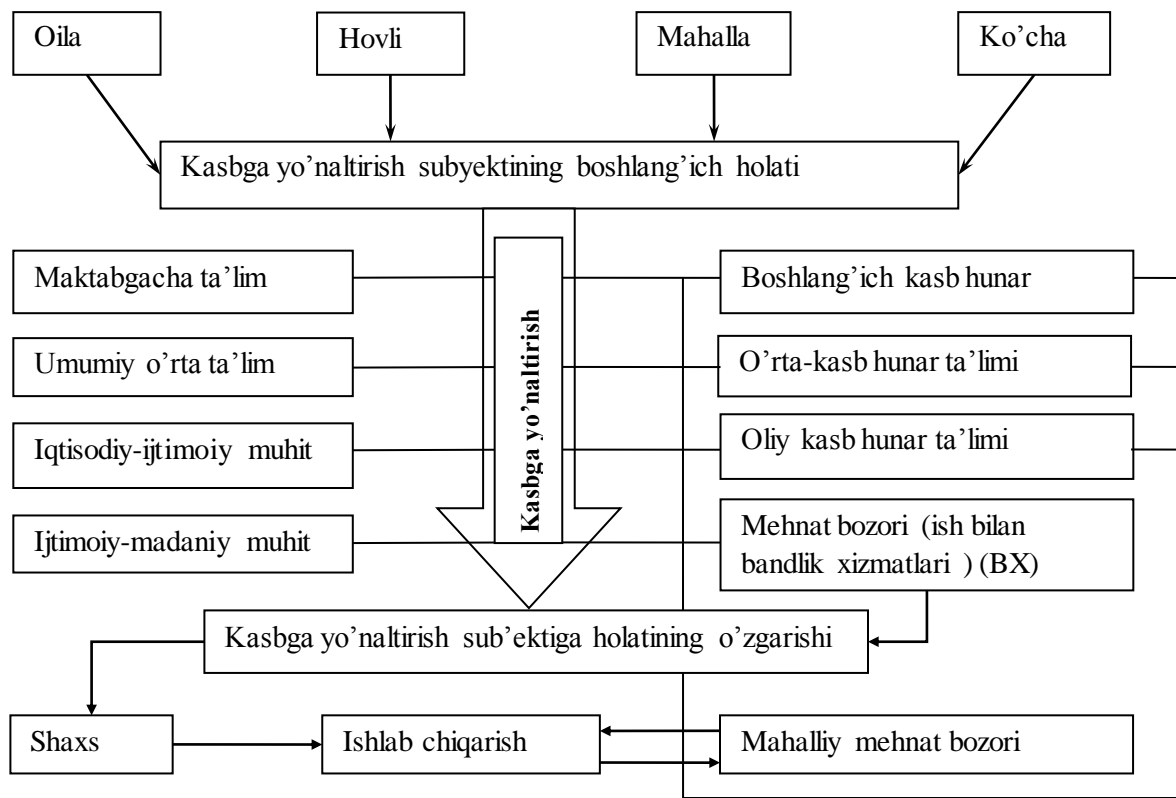 Oila
Hovli
Mahalla
Ko’cha
Kasbga yo’naltirish subyektining boshlang’ich holati
Maktabgacha ta’lim
Boshlang’ich kasb hunar
Umumiy o’rta ta’lim
O’rta-kasb hunar ta’limi
Kasbga yo’naltirish
Iqtisodiy-ijtimoiy muhit
Oliy kasb hunar ta’limi
Ijtimoiy-madaniy muhit
Mehnat bozori (ish bilan
bandlik xizmatlari ) (BX)
Kasbga yo’naltirish sub’ektiga holatining o’zgarishi
Shaxs
Ishlab chiqarish
Mahalliy mehnat bozori